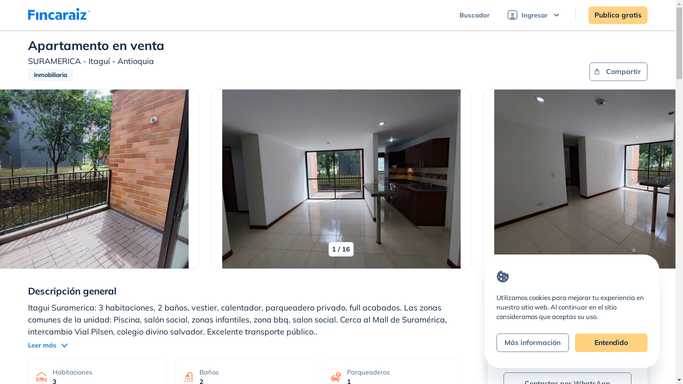 Fincaraiz
Buscador
Ingresar
Publica gratis
Apartamento en venta
SURAMERICA - Itagui - Antioquia
Inmobiliaria
Compartir
1 / 16
Descripción general
Itagui Suramerica: 3 habitaciones, 2 baños, vestier, calentador, parqueadero privado, full acabados. Las zonas
comunes de la unidad: Piscina, salón social, zonas infantiles, zona bbq, salon social. Cerca al Mall de Suramérica,
intercambio Vial Pilsen, colegio divino salvador. Excelente transporte público..
Leer más
Habitaciones
3
Baños
2
Parqueaderos
1
Utilizamos cookies para mejorar tu experiencia en
nuestro sitio web. Al continuar en el sitio
consideramos que aceptas su uso.
Más información
Entendido
Contactar por WhatsApp